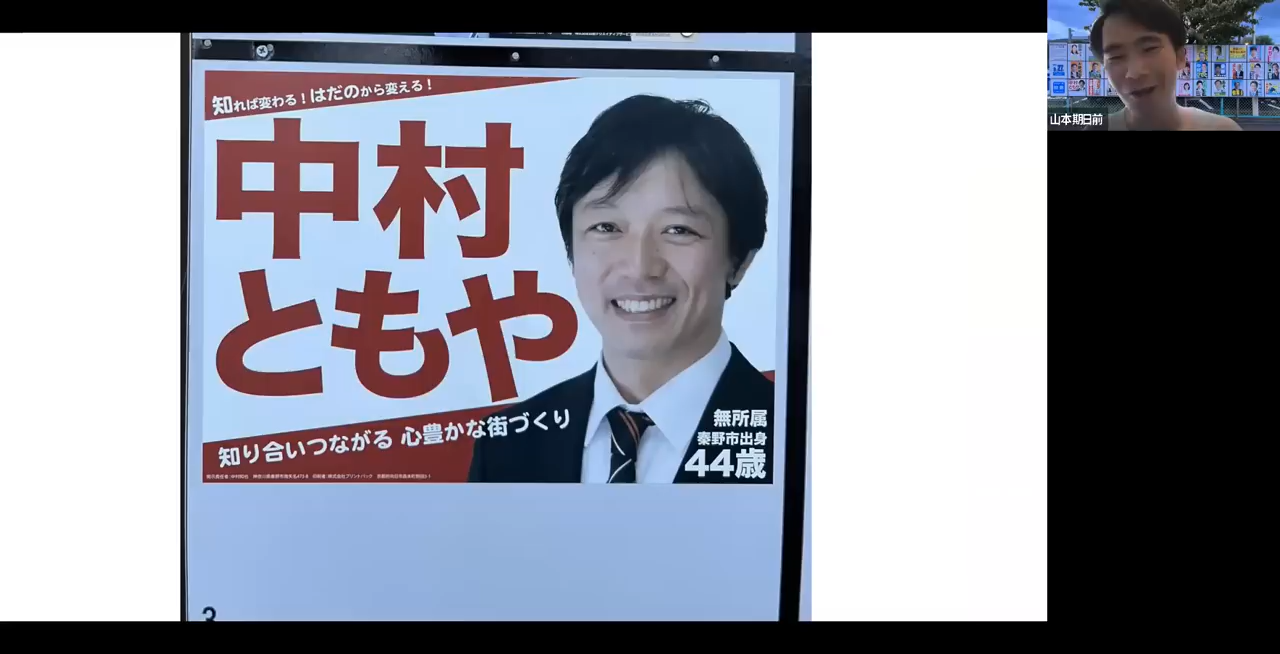 知れば変わる！はだのから変える！
中村
ともや
知り合いつながる 心豊かな街づくり
無所属
秦野市出身
44歳
3
山本期日前